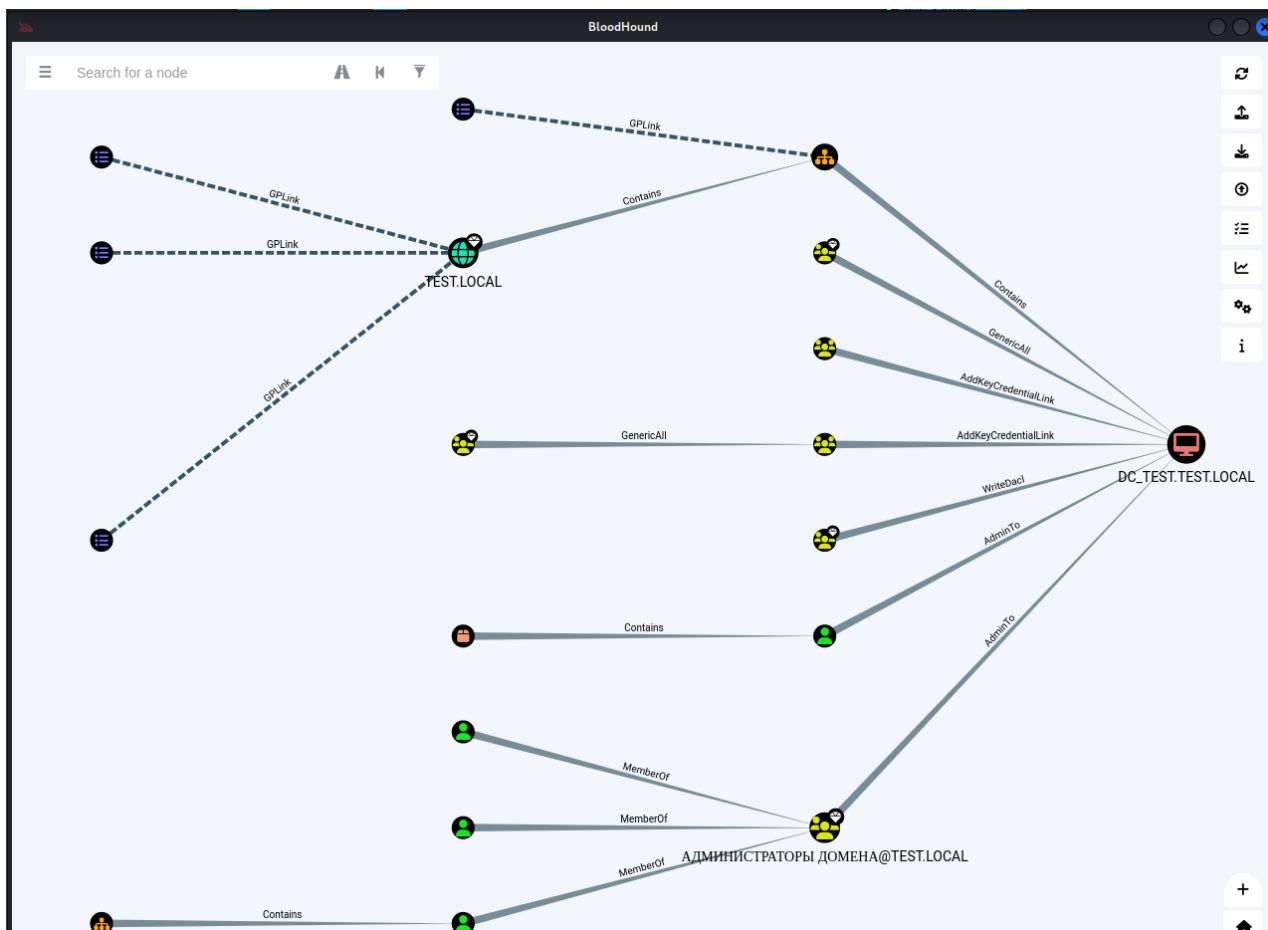 BloodHound
Search for a node
GPLink
GPLink
Contains
GPLink
TEST.LOCAL
Contains
GenericAll
AddKeyCredentialLink
GPLink
GenericAll
AddKeyCredentialLink
DC_TEST.TEST.LOCAL
WriteDacl
AdminTo
Contains
AdminTo
MemberOf
MemberOf
АДМИНИСТРАТОРЫ ДОМЕНА@TEST.LOCAL
MemberOf
Contains